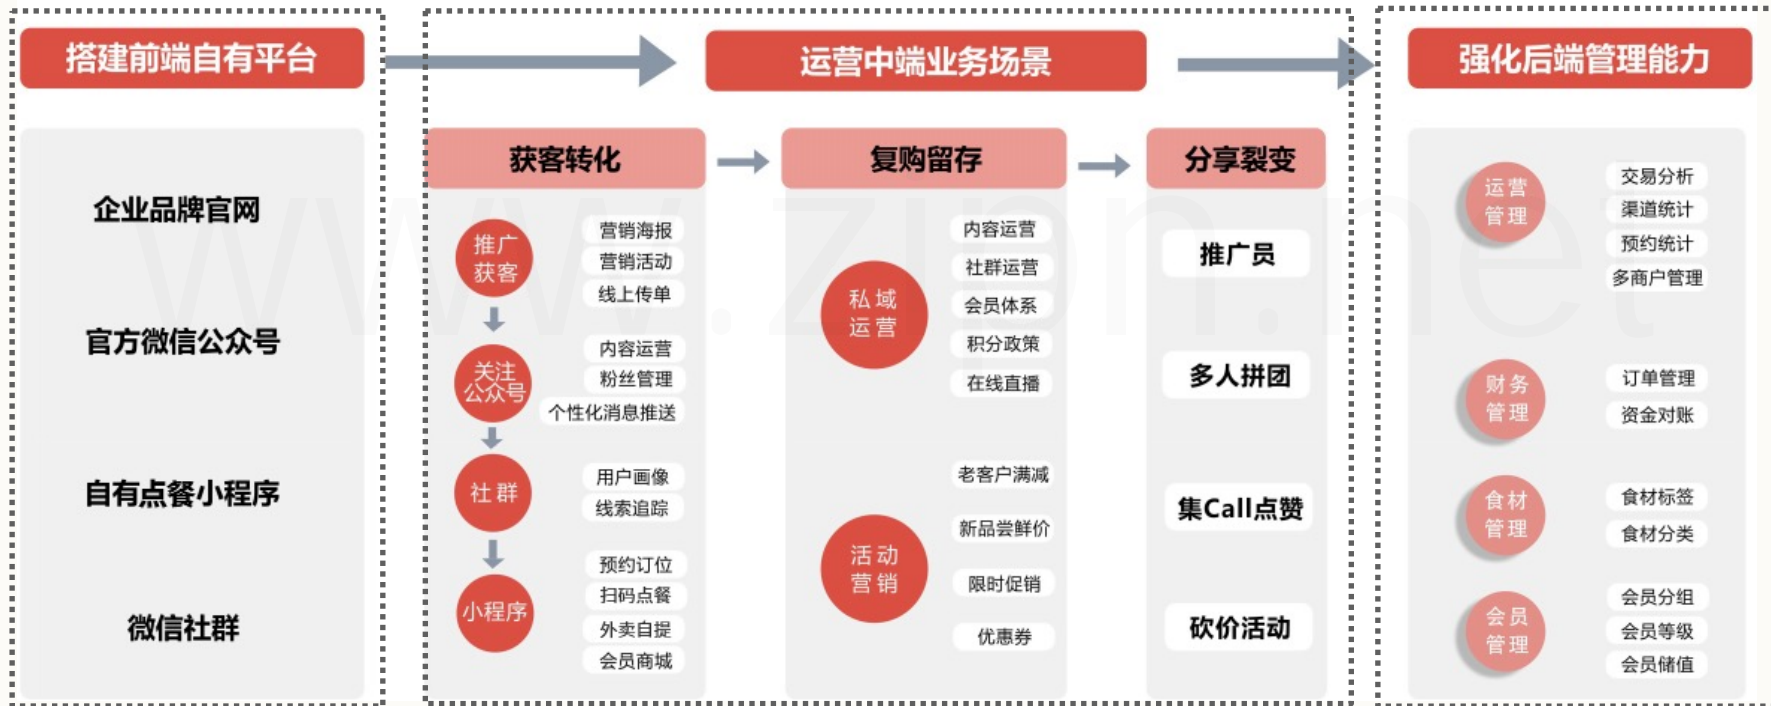 搭建前端自有平台
企业品牌官网
官方微信公众号
自有点餐小程序
微信社群
运营中端业务场景
获客转化
推广
获客
营销海报
营销活动
线上传单
关注
公众号
内容运营
粉丝管理
个性化消息推送
社群
用户画像
线索追踪
小程序
预约订位
扫码点餐
外卖自提
会员商城
复购留存
私域
运营
内容运营
社群运营
会员体系
积分政策
在线直播
活动
营销
老客户满减
新品尝鲜价
限时促销
优惠券
分享裂变
推广员
多人拼团
集Call点赞
砍价活动
强化后端管理能力
运营
管理
交易分析
渠道统计
预约统计
多商户管理
财务
管理
订单管理
资金对账
食材
管理
食材标签
食材分类
会员
管理
会员分组
会员等级
会员储值
www.zipn.net